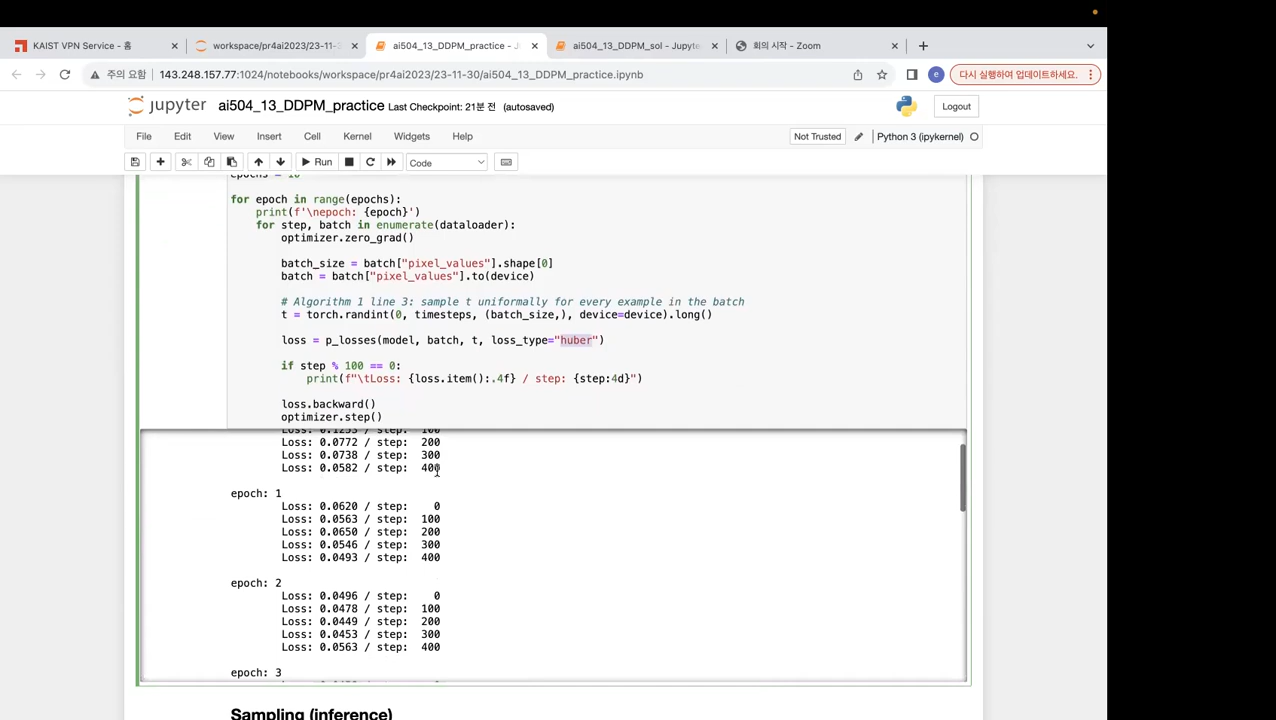 KAIST VPN Service - 홈
workspace/pr4ai2023/23-11-3
ai504_13_DDPM_practice - J
ai504_13_DDPM_sol - Jupyte
회의 시작 - Zoom
주의 요함
143.248.157.77:1024/notebooks/workspace/pr4ai2023/23-11-30/ai504_13_DDPM_practice.ipynb
e
다시 실행하여 업데이트하세요.
jupyter ai504_13_DDPM_practice Last Checkpoint: 21분 전 (autosaved)
Logout
File Edit View Insert Cell Kernel Widgets Help
Not Trusted
Python 3 (ipykernel)
Run
Code
epochs = 10
for epoch in range(epochs):
print(f'\nepoch: {epoch}')
for step, batch in enumerate(dataloader):
optimizer.zero_grad()
batch_size = batch["pixel_values"].shape[0]
batch = batch["pixel_values"].to(device)
# Algorithm 1 line 3: sample t uniformally for every example in the batch
t = torch.randint(0, timesteps, (batch_size,), device=device).long()
loss = p_losses(model, batch, t, loss_type="huber")
if step % 100 == 0:
print(f"\tLoss: {loss.item():.4f} / step: {step:4d}")
loss.backward()
optimizer.step()
Loss: 0.1253 / step: 100
Loss: 0.0772 / step: 200
Loss: 0.0738 / step: 300
Loss: 0.0582 / step: 400
epoch: 1
Loss: 0.0620 / step: 0
Loss: 0.0563 / step: 100
Loss: 0.0650 / step: 200
Loss: 0.0546 / step: 300
Loss: 0.0493 / step: 400
epoch: 2
Loss: 0.0496 / step: 0
Loss: 0.0478 / step: 100
Loss: 0.0449 / step: 200
Loss: 0.0453 / step: 300
Loss: 0.0563 / step: 400
epoch: 3
Sampling (inference)